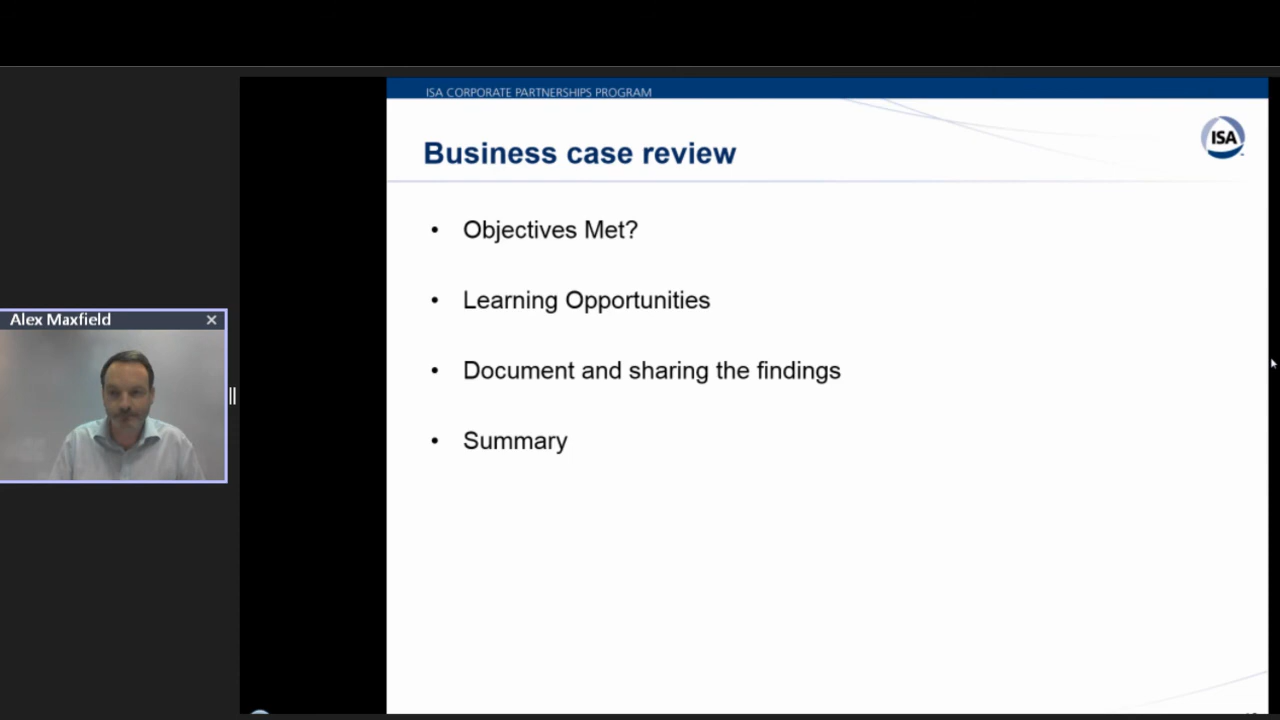 ISA CORPORATE PARTNERSHIPS PROGRAM
ISA
Business case review
• Objectives Met?
• Learning Opportunities
• Document and sharing the findings
• Summary
Alex Maxfield